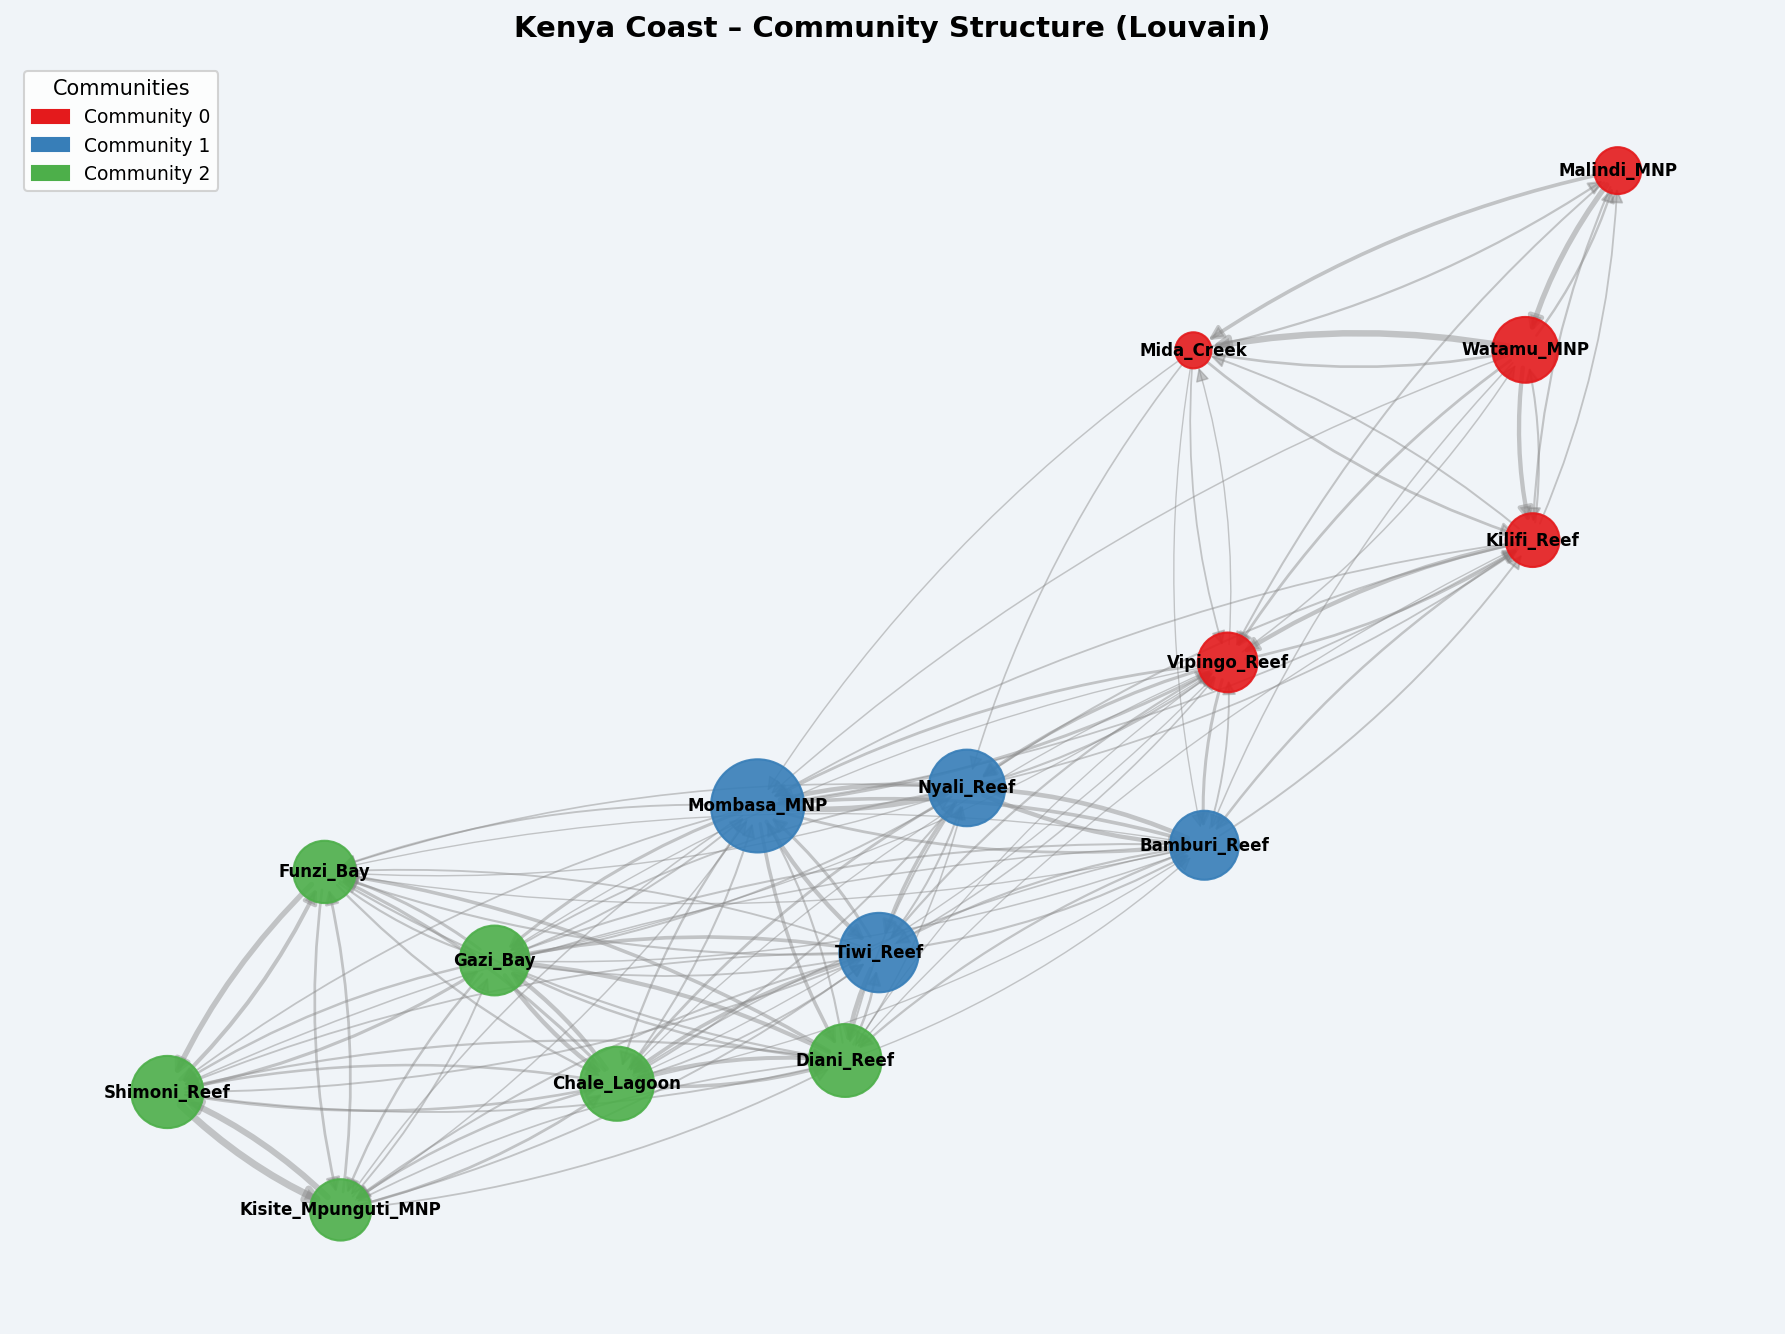 Kenya Coast – Community Structure (Louvain)
Communities
Community 0
Community 1
Community 2
Malindi_MNP
Mida_Creek
Watamu_MNP
Kilifi_Reef
Vipingo_Reef
Nyali_Reef
Mombasa_MNP
Bamburi_Reef
Funzi_Bay
Tiwi_Reef
Gazi_Bay
Diani_Reef
Chale_Lagoon
Shimoni_Reef
Kisite_Mpunguti_MNP